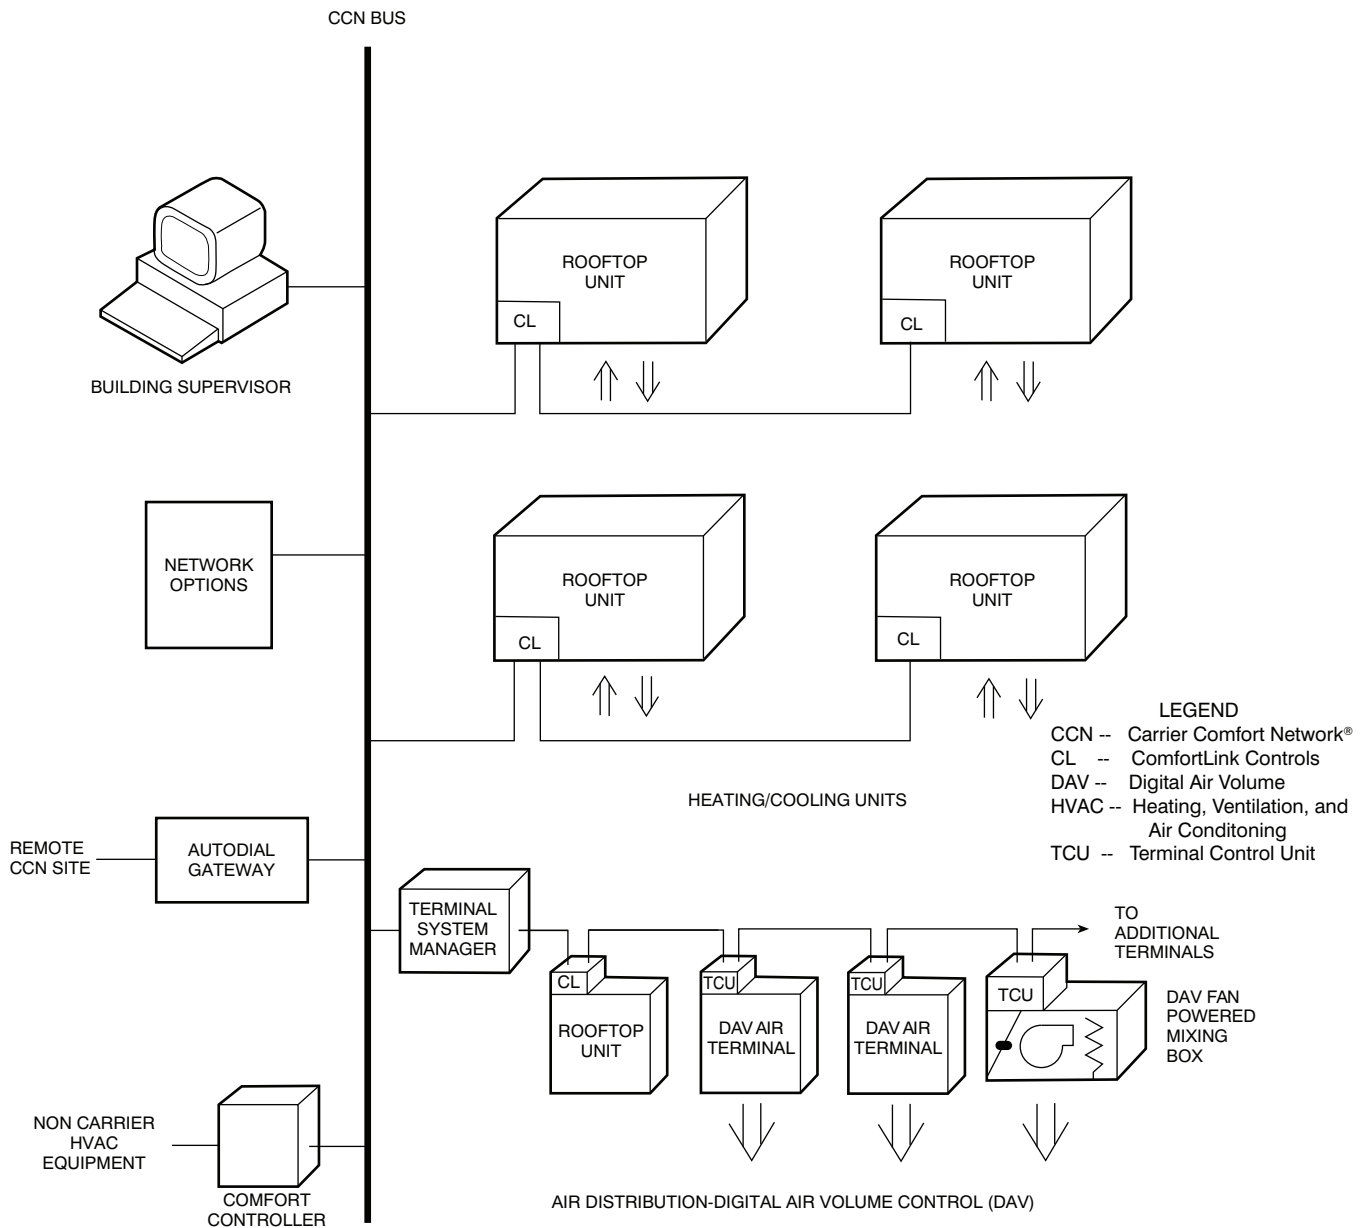 CCN BUS
BUILDING SUPERVISOR
ROOFTOP
UNIT
CL
ROOFTOP
UNIT
CL
NETWORK
OPTIONS
ROOFTOP
UNIT
CL
ROOFTOP
UNIT
CL
LEGEND
CCN -- Carrier Comfort Network®
CL -- ComfortLink Controls
DAV -- Digital Air Volume
HVAC -- Heating, Ventilation, and
Air Conditoning
TCU -- Terminal Control Unit
HEATING/COOLING UNITS
REMOTE
CCN SITE
AUTODIAL
GATEWAY
TERMINAL
SYSTEM
MANAGER
CL
ROOFTOP
UNIT
TCU
DAV AIR
TERMINAL
TCU
DAV AIR
TERMINAL
TCU
TO
ADDITIONAL
TERMINALS
DAV FAN
POWERED
MIXING
BOX
NON CARRIER
HVAC
EQUIPMENT
COMFORT
CONTROLLER
AIR DISTRIBUTION-DIGITAL AIR VOLUME CONTROL (DAV)